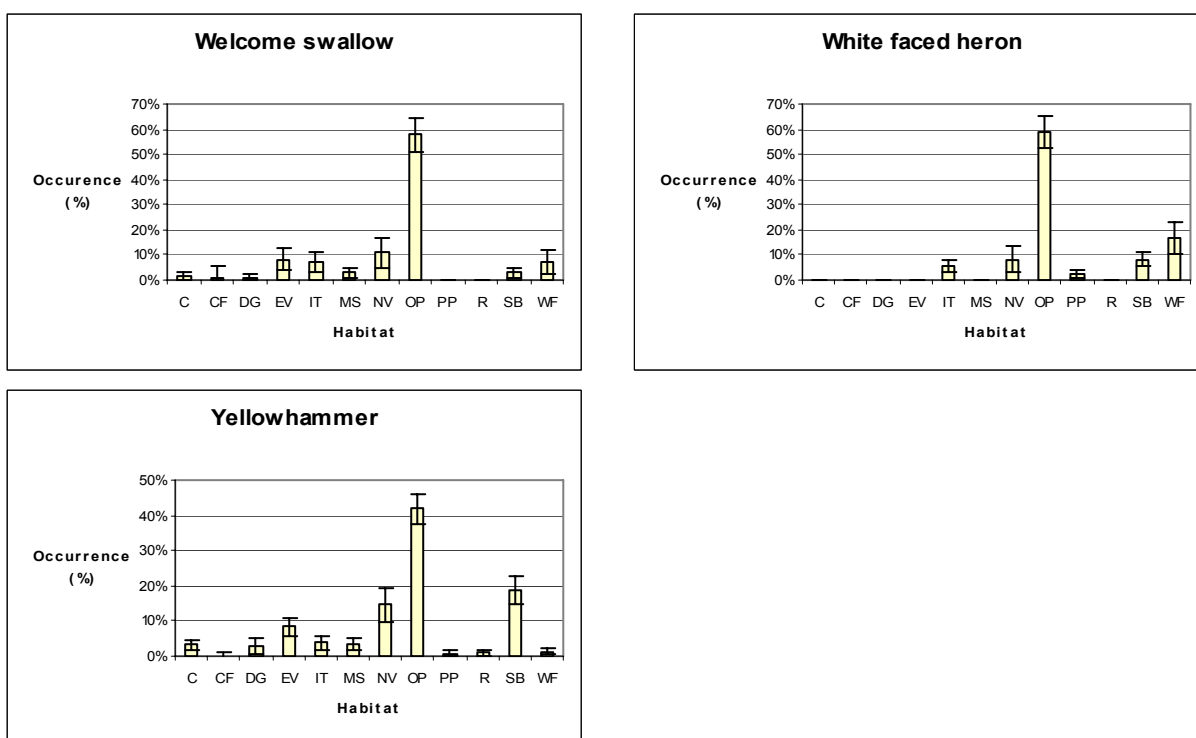 Welcome swallow
70%
60%
50%
Occurence
40%
(%)
30%
20%
10%
0%
C CF DG EV IT MS NV OP PP R SB WF
Habitat
White faced heron
70%
60%
50%
Occurrence
40%
(%)
30%
20%
10%
0%
C CF DG EV IT MS NV OP PP R SB WF
Habitat
Yellowhammer
50%
40%
Occurrence
30%
(%)
20%
10%
0%
C CF DG EV IT MS NV OP PP R SB WF
Habitat